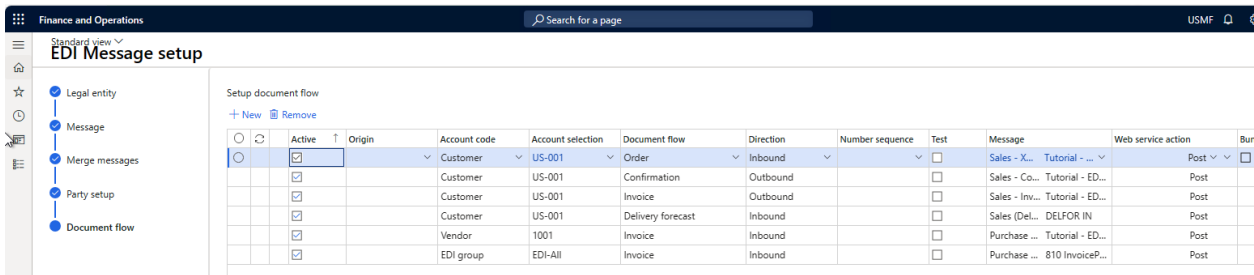 Finance and Operations
Search for a page
USMF
Standard view
EDI Message setup
Legal entity
Message
Merge messages
Party setup
Document flow
Setup document flow
+ New Remove
Active ↑ Origin Account code Account selection Document flow Direction Number sequence Test Message Web service action Bur
Customer US-001 Order Inbound Sales - X... Tutorial - ... Post
Customer US-001 Confirmation Outbound Sales - Co... Tutorial - ED... Post
Customer US-001 Invoice Outbound Sales - Inv... Tutorial - ED... Post
Customer US-001 Delivery forecast Inbound Sales (Del... DELFOR IN Post
Vendor 1001 Invoice Inbound Purchase ... Tutorial - ED... Post
EDI group EDI-All Invoice Inbound Purchase ... 810 InvoiceP... Post